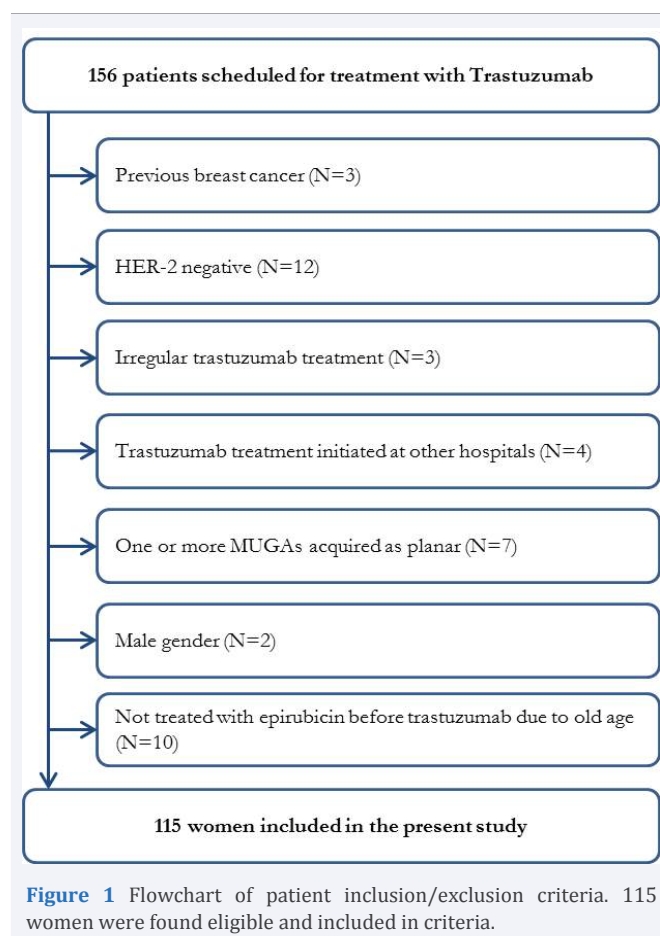 156 patients scheduled for treatment with Trastuzumab
Previous breast cancer (N=3)
HER-2 negative (N=12)
Irregular trastuzumab treatment (N=3)
Trastuzumab treatment initiated at other hospitals (N=4)
One or more MUGAs acquired as planar (N=7)
Male gender (N=2)
Not treated with epirubicin before trastuzumab due to old age
(N=10)
115 women included in the present study
Figure 1 Flowchart of patient inclusion/exclusion criteria. 115
women were found eligible and included in criteria.